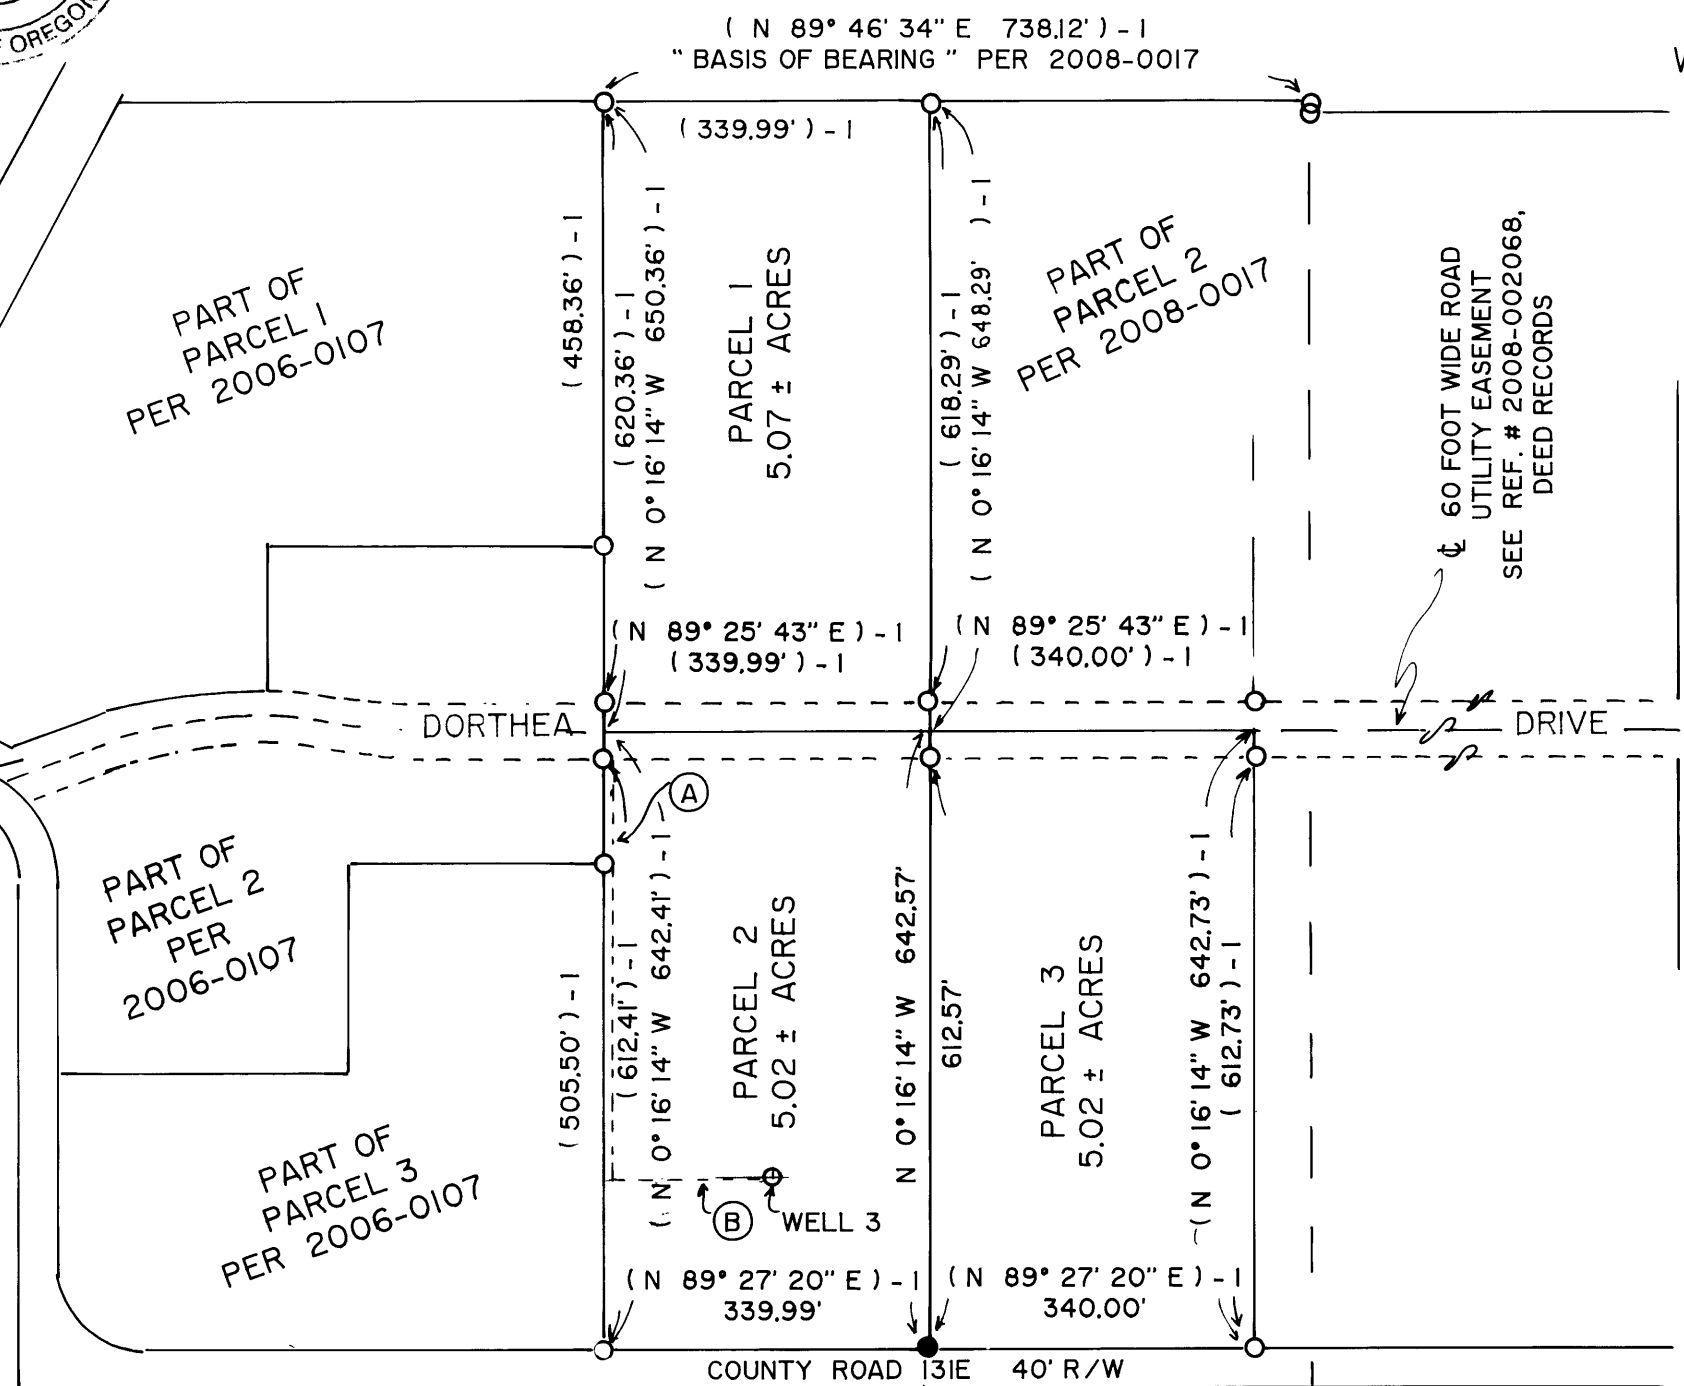 OF OREGON
( N 89° 46' 34" E 738.12' ) - 1
" BASIS OF BEARING " PER 2008-0017
( 339.99' ) - 1
PART OF
PARCEL 1
PER 2006-0107
( 458.36' ) - 1
( 620.36' ) - 1
( N 0° 16' 14" W 650.36' ) - 1
PARCEL 1
5.07 ± ACRES
( 618.29' ) - 1
( N 0° 16' 14" W 648.29' ) - 1
PART OF
PARCEL 2
PER 2008-0017
℄ 60 FOOT WIDE ROAD
UTILITY EASEMENT
SEE REF. # 2008-002068,
DEED RECORDS
( N 89° 25' 43" E ) - 1
( 339.99' ) - 1
( N 89° 25' 43" E ) - 1
( 340.00' ) - 1
DORTHEA
DRIVE
A
PART OF
PARCEL 2
PER
2006-0107
( 505.50' ) - 1
( 612.41' ) - 1
( N 0° 16' 14" W 642.41' ) - 1
PARCEL 2
5.02 ± ACRES
N 0° 16' 14" W 642.57'
612.57'
PARCEL 3
5.02 ± ACRES
( N 0° 16' 14" W 642.73' ) - 1
( 612.73' ) - 1
PART OF
PARCEL 3
PER 2006-0107
B
WELL 3
( N 89° 27' 20" E ) - 1
339.99'
( N 89° 27' 20" E ) - 1
340.00'
COUNTY ROAD 131E 40' R/W